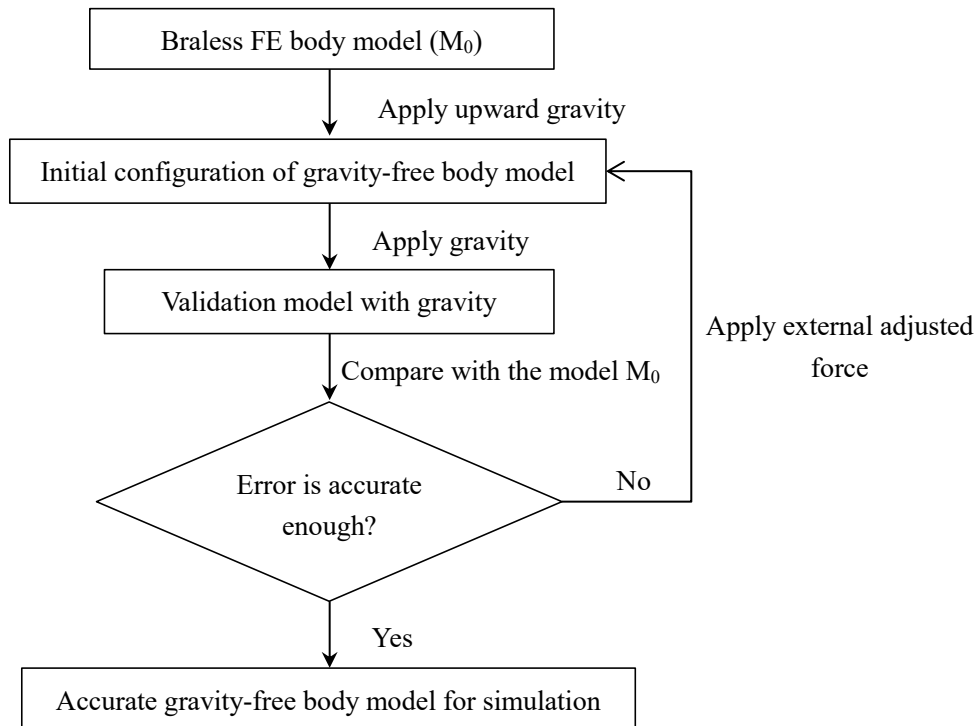 Braless FE body model (M₀)
Apply upward gravity
Initial configuration of gravity-free body model
Apply gravity
Validation model with gravity
Apply external adjusted
force
Compare with the model M₀
Error is accurate
enough?
No
Yes
Accurate gravity-free body model for simulation